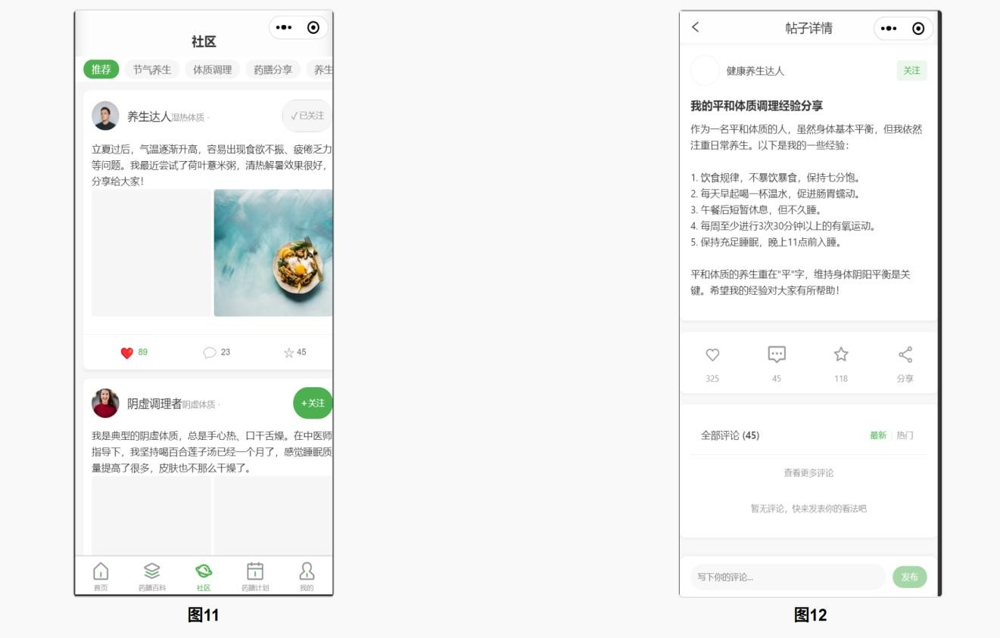 社区
推荐 节气养生 体质调理 药膳分享 养生
养生达人湿热体质 ·
✓已关注
立夏过后，气温逐渐升高，容易出现食欲不振、疲倦乏力
等问题。我最近尝试了荷叶薏米粥，清热解暑效果很好，
分享给大家！
89 23 45
阴虚调理者阴虚体质 ·
+关注
我是典型的阴虚体质，总是手心热、口干舌燥。在中医师
指导下，我坚持喝百合莲子汤已经一个月了，感觉睡眠质
量提高了很多，皮肤也不那么干燥了。
首页 药膳百科 社区 药膳计划 我的
图11
帖子详情
健康养生达人
关注
我的平和体质调理经验分享
作为一名平和体质的人，虽然身体基本平衡，但我依然
注重日常养生。以下是我的一些经验：
1. 饮食规律，不暴饮暴食，保持七分饱。
2. 每天早起喝一杯温水，促进肠胃蠕动。
3. 午餐后短暂休息，但不久睡。
4. 每周至少进行3次30分钟以上的有氧运动。
5. 保持充足睡眠，晚上11点前入睡。
平和体质的养生重在"平"字，维持身体阴阳平衡是关
键。希望我的经验对大家有所帮助！
325 45 118 分享
全部评论 (45)
最新 | 热门
查看更多评论
暂无评论，快来发表你的看法吧
写下你的评论...
发布
图12